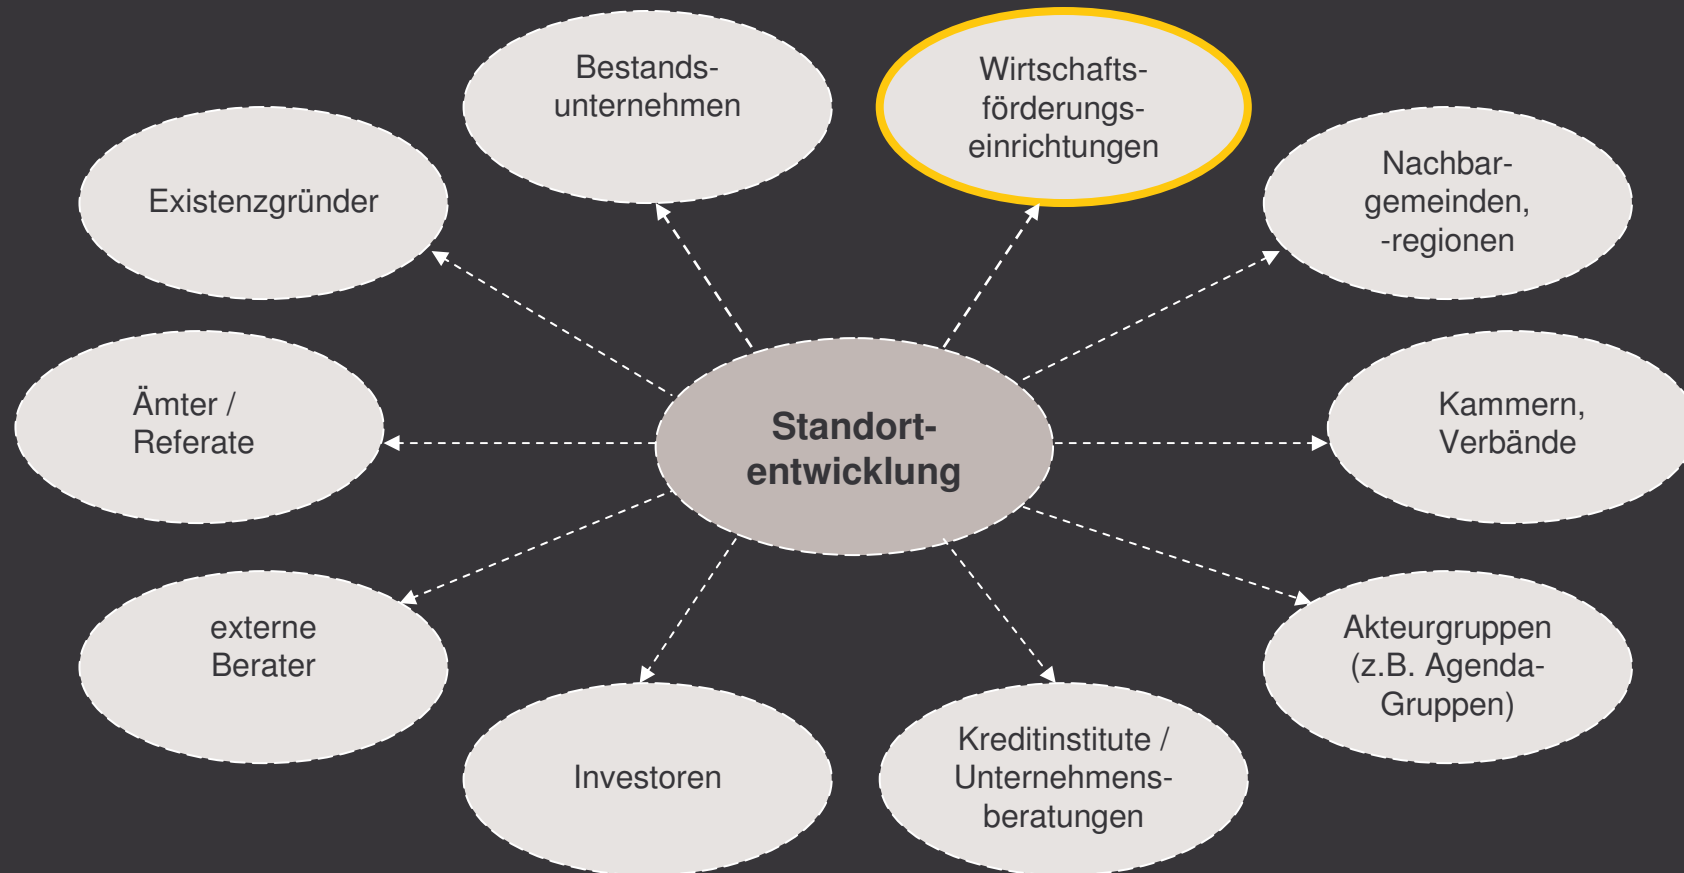 Bestands-
unternehmen
Wirtschafts-
förderungs-
einrichtungen
Nachbar-
gemeinden,
-regionen
Existenzgründer
Ämter /
Referate
Standort-
entwicklung
Kammern,
Verbände
externe
Berater
Investoren
Kreditinstitute /
Unternehmens-
beratungen
Akteurgruppen
(z.B. Agenda-
Gruppen)